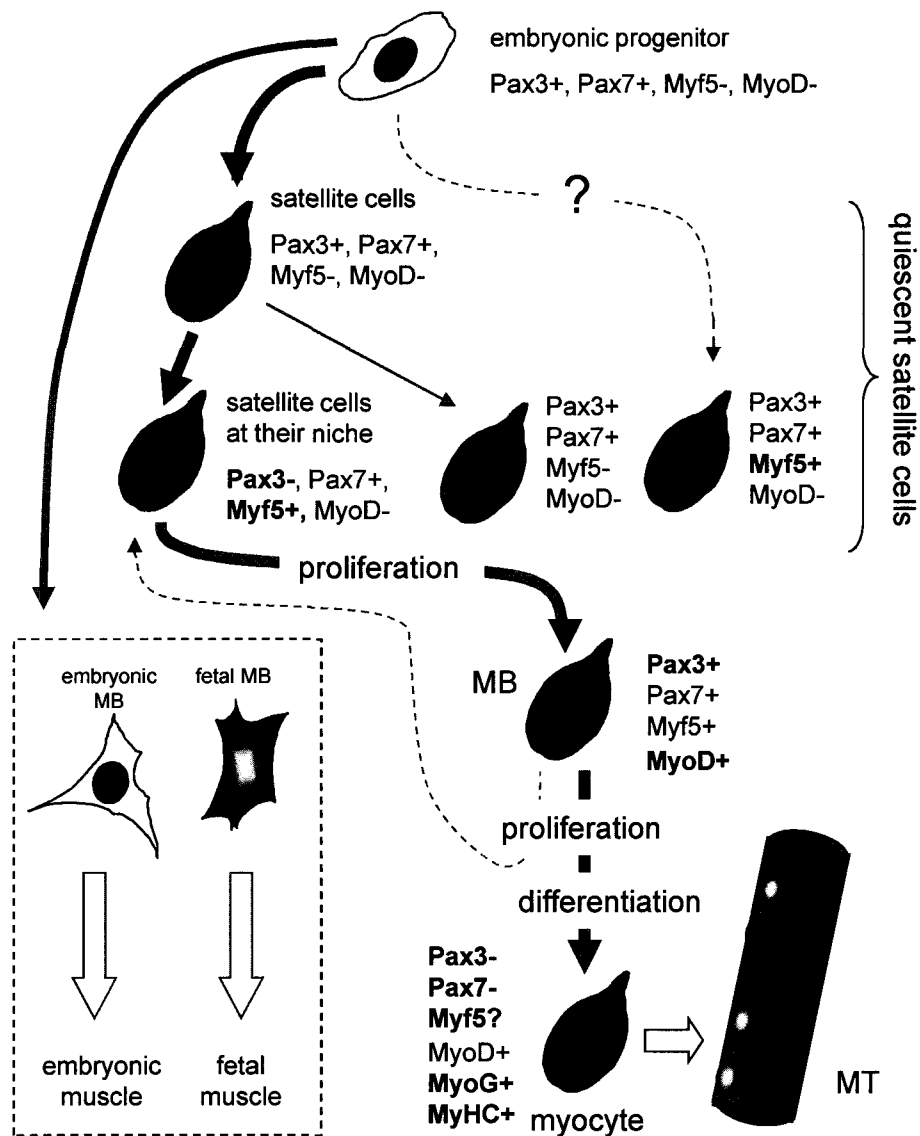 embryonic progenitor
Pax3+, Pax7+, Myf5-, MyoD-
?
satellite cells
Pax3+, Pax7+,
Myf5-, MyoD-
quiescent satellite cells
satellite cells
at their niche
Pax3-, Pax7+,
Myf5+, MyoD-
Pax3+
Pax7+
Myf5-
MyoD-
Pax3+
Pax7+
Myf5+
MyoD-
proliferation
embryonic
MB
fetal MB
MB
Pax3+
Pax7+
Myf5+
MyoD+
proliferation
differentiation
Pax3-
Pax7-
Myf5?
MyoD+
MyoG+
MyHC+
myocyte
MT
embryonic
muscle
fetal
muscle